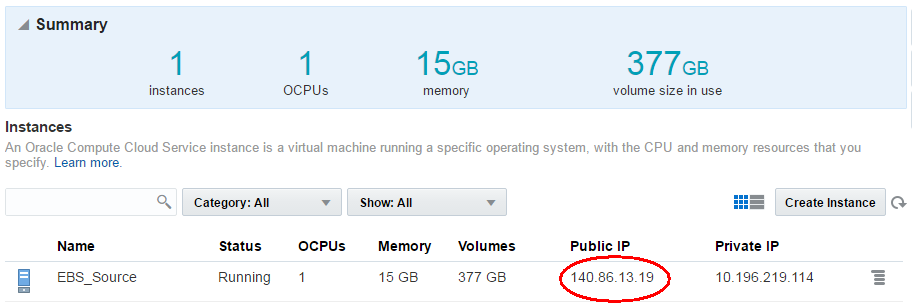 Summary
1 1 15GB 377GB
instances OCPUs memory volume size in use
Instances
An Oracle Compute Cloud Service instance is a virtual machine running a specific operating system, with the CPU and memory resources that you
specify. Learn more.
Category: All Show: All Create Instance
Name Status OCPUs Memory Volumes Public IP Private IP
EBS_Source Running 1 15 GB 377 GB 140.86.13.19 10.196.219.114